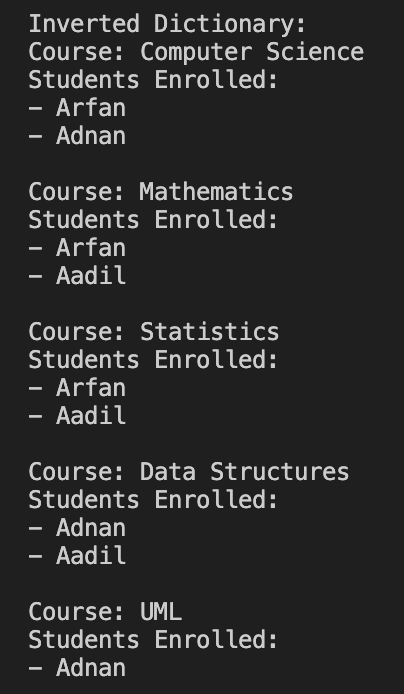 Inverted Dictionary:
Course: Computer Science
Students Enrolled:
- Arfan
- Adnan
Course: Mathematics
Students Enrolled:
- Arfan
- Aadil
Course: Statistics
Students Enrolled:
- Arfan
- Aadil
Course: Data Structures
Students Enrolled:
- Adnan
- Aadil
Course: UML
Students Enrolled:
- Adnan